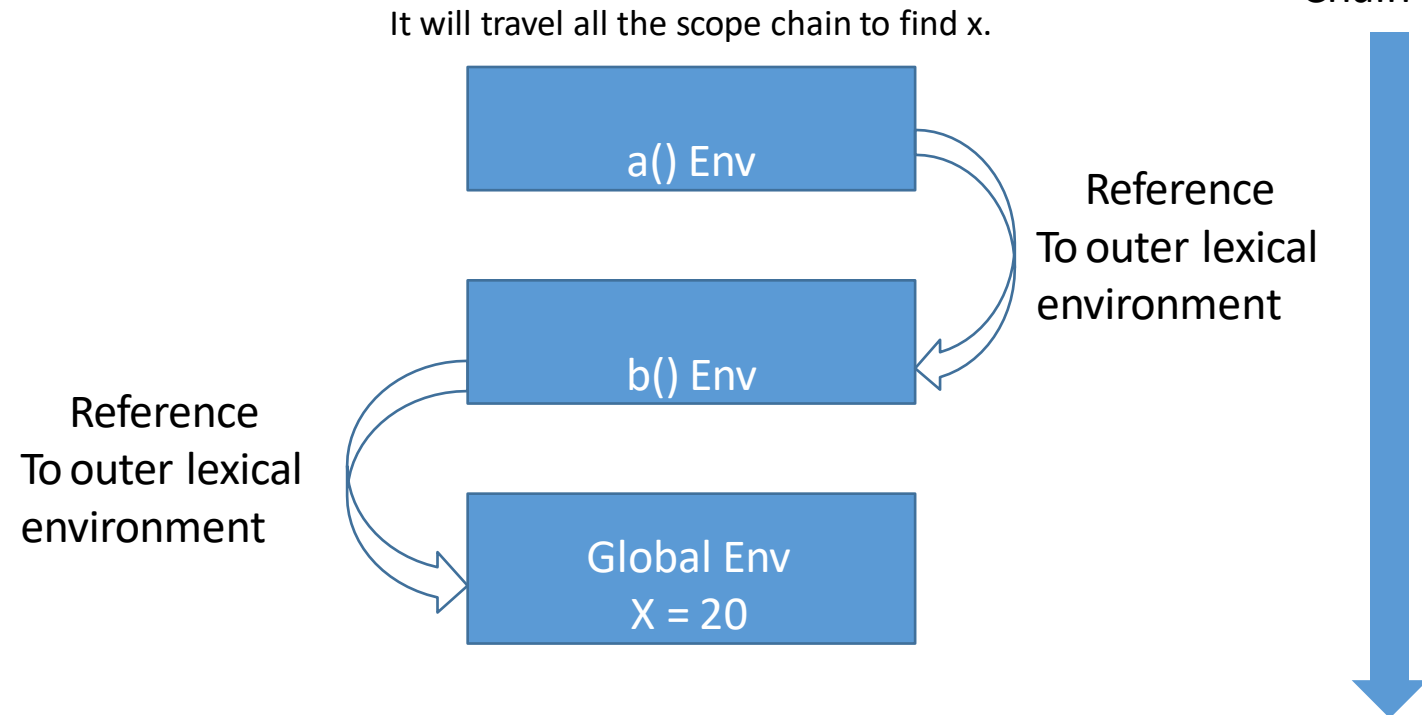 Chain
It will travel all the scope chain to find x.
a() Env
Reference
To outer lexical
environment
b() Env
Reference
To outer lexical
environment
Global Env
X = 20